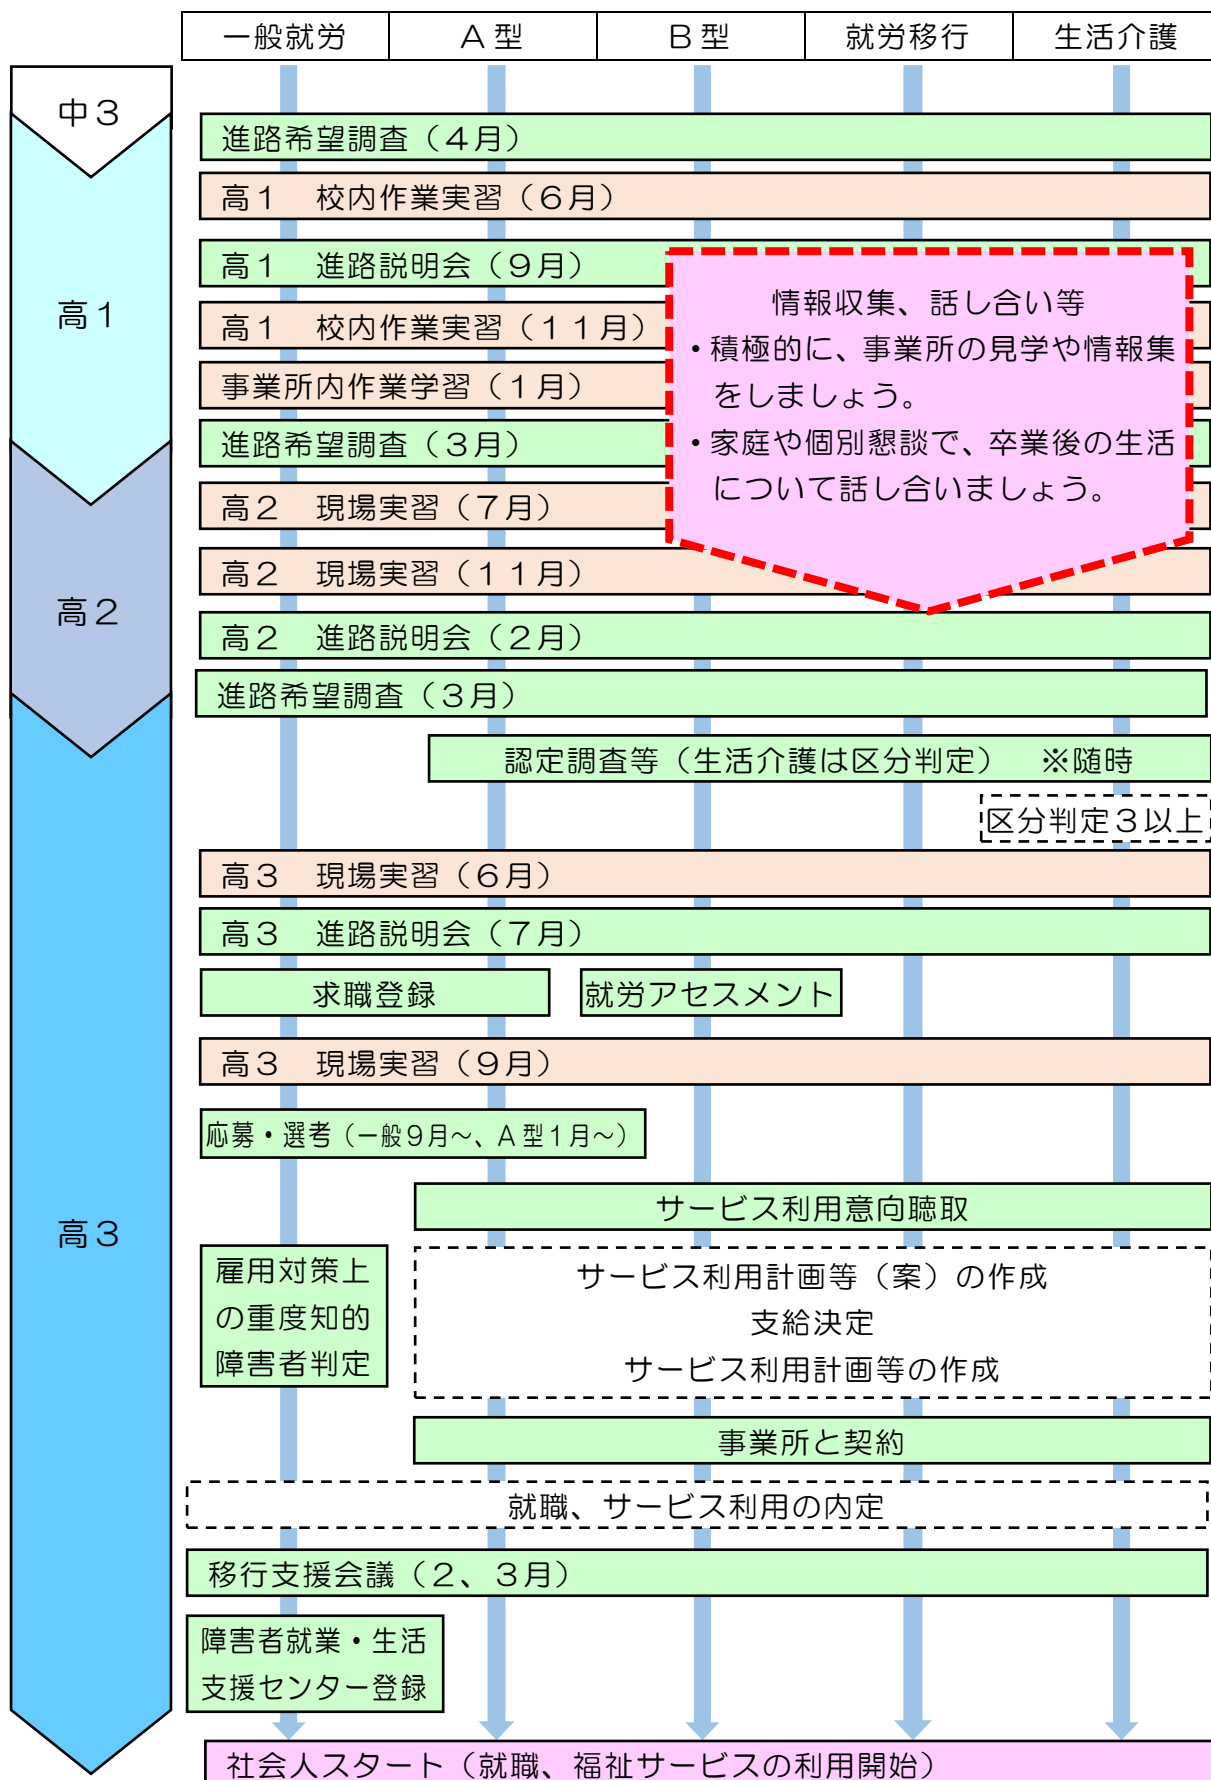 一般就労　Ａ型　Ｂ型　就労移行　生活介護
中３
進路希望調査（４月）
高１　校内作業実習（６月）
高１　進路説明会（９月）
高１
高１　校内作業実習（１１月）
事業所内作業学習（１月）
進路希望調査（３月）
情報収集、話し合い等
・積極的に、事業所の見学や情報集
をしましょう。
・家庭や個別懇談で、卒業後の生活
について話し合いましょう。
高２　現場実習（７月）
高２　現場実習（１１月）
高２
高２　進路説明会（２月）
進路希望調査（３月）
認定調査等（生活介護は区分判定）　※随時
区分判定３以上
高３　現場実習（６月）
高３　進路説明会（７月）
求職登録
就労アセスメント
高３　現場実習（９月）
応募・選考（一般９月～、Ａ型１月～）
高３
サービス利用意向聴取
雇用対策上
の重度知的
障害者判定
サービス利用計画等（案）の作成
支給決定
サービス利用計画等の作成
事業所と契約
就職、サービス利用の内定
移行支援会議（２、３月）
障害者就業・生活
支援センター登録
社会人スタート（就職、福祉サービスの利用開始）